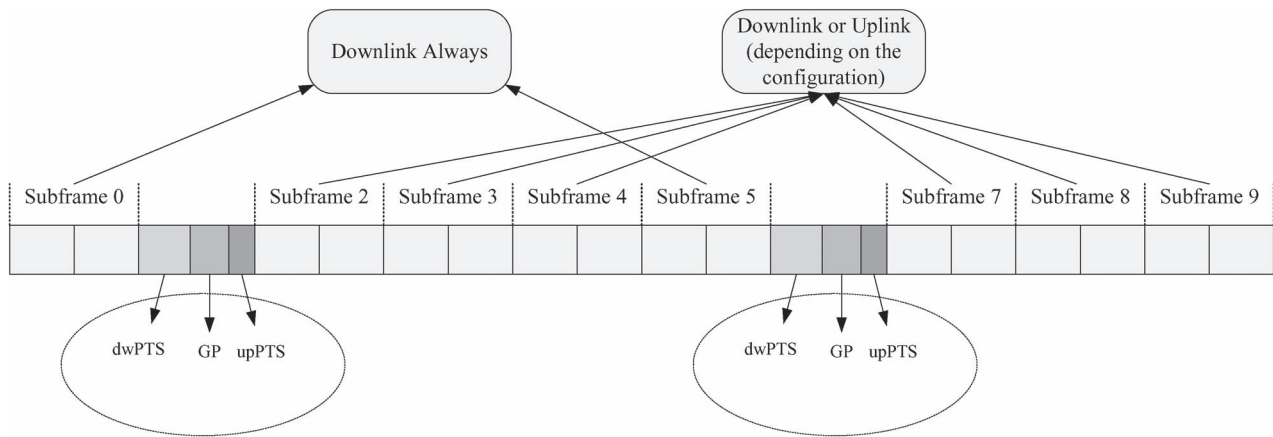 Downlink Always
Downlink or Uplink
(depending on the
configuration)
Subframe 0
Subframe 2
Subframe 3
Subframe 4
Subframe 5
Subframe 7
Subframe 8
Subframe 9
dwPTS
GP
upPTS
dwPTS
GP
upPTS